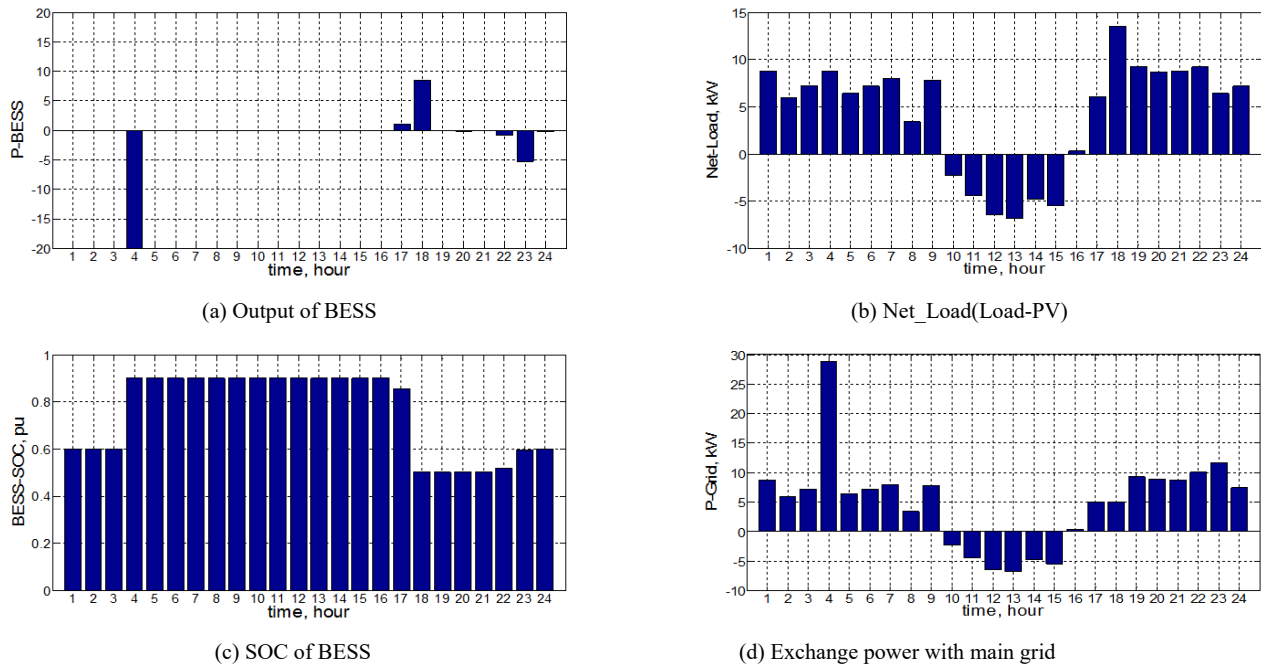 20
15
10
5
0
-5
-10
-15
-20
P-BESS
1 2 3 4 5 6 7 8 9 10 11 12 13 14 15 16 17 18 19 20 21 22 23 24
time, hour
(a) Output of BESS
15
10
5
0
-5
-10
Net-Load, kW
1 2 3 4 5 6 7 8 9 10 11 12 13 14 15 16 17 18 19 20 21 22 23 24
time, hour
(b) Net_Load(Load-PV)
1
0.8
0.6
0.4
0.2
0
BESS-SOC, pu
1 2 3 4 5 6 7 8 9 10 11 12 13 14 15 16 17 18 19 20 21 22 23 24
time, hour
(c) SOC of BESS
30
25
20
15
10
5
0
-5
-10
P-Grid, kW
1 2 3 4 5 6 7 8 9 10 11 12 13 14 15 16 17 18 19 20 21 22 23 24
time, hour
(d) Exchange power with main grid